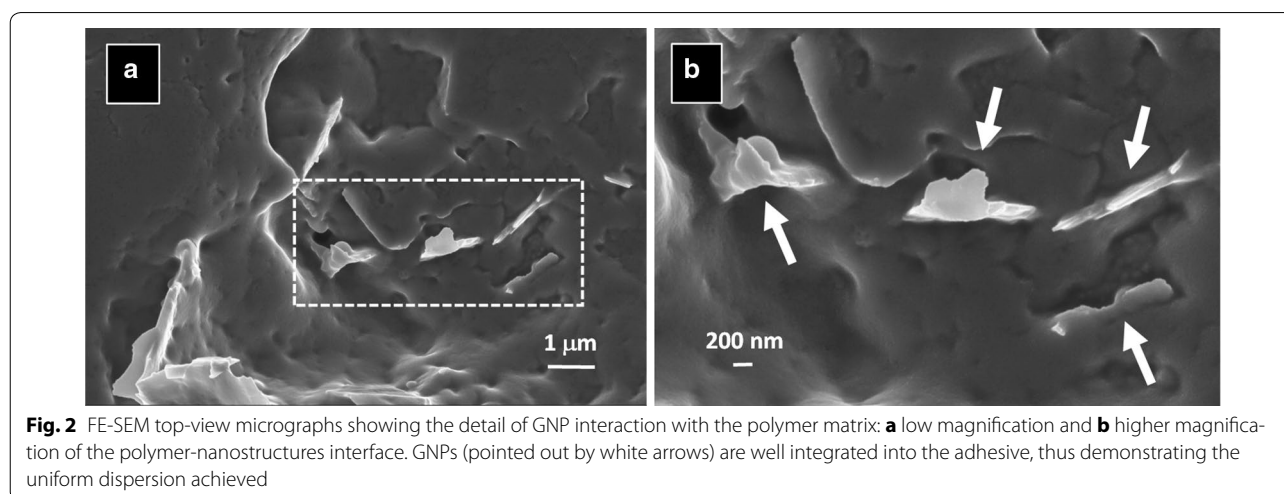 a
b
1 μm
200 nm
Fig. 2 FE-SEM top-view micrographs showing the detail of GNP interaction with the polymer matrix: a low magnification and b higher magnifica-
tion of the polymer-nanostructures interface. GNPs (pointed out by white arrows) are well integrated into the adhesive, thus demonstrating the
uniform dispersion achieved